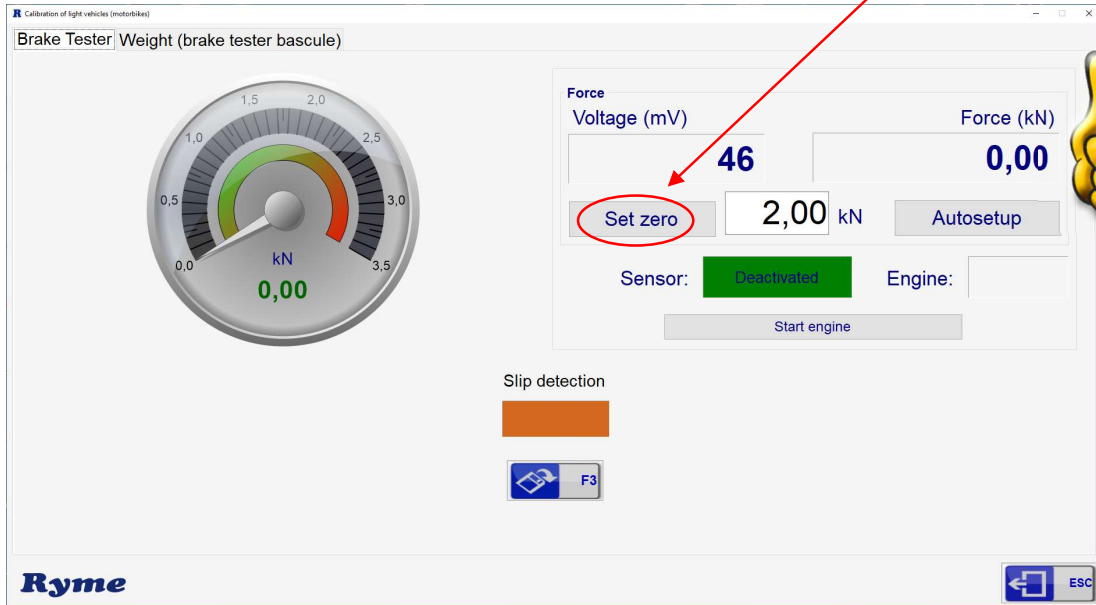 R Calibration of light vehicles (motorbikes)
Brake Tester Weight (brake tester bascule)
Force
Voltage (mV) Force (kN)
46 0,00
Set zero 2,00 kN Autosetup
Sensor: Deactivated Engine:
Start engine
0,0 0,5 1,0 1,5 2,0 2,5 3,0 3,5
kN
0,00
Slip detection
F3
Ryme
ESC